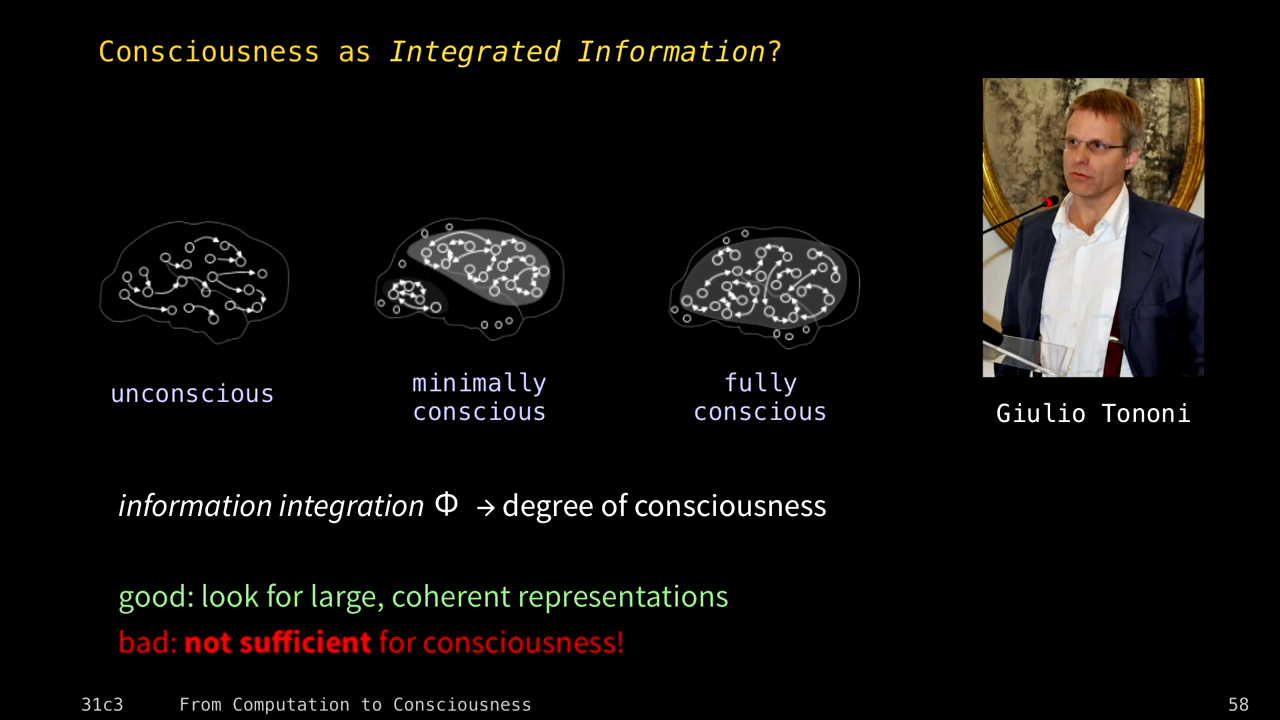 Consciousness as Integrated Information?
unconscious
minimally
conscious
fully
conscious
Giulio Tononi
information integration Φ → degree of consciousness
good: look for large, coherent representations
bad: not sufficient for consciousness!
31c3 From Computation to Consciousness 58